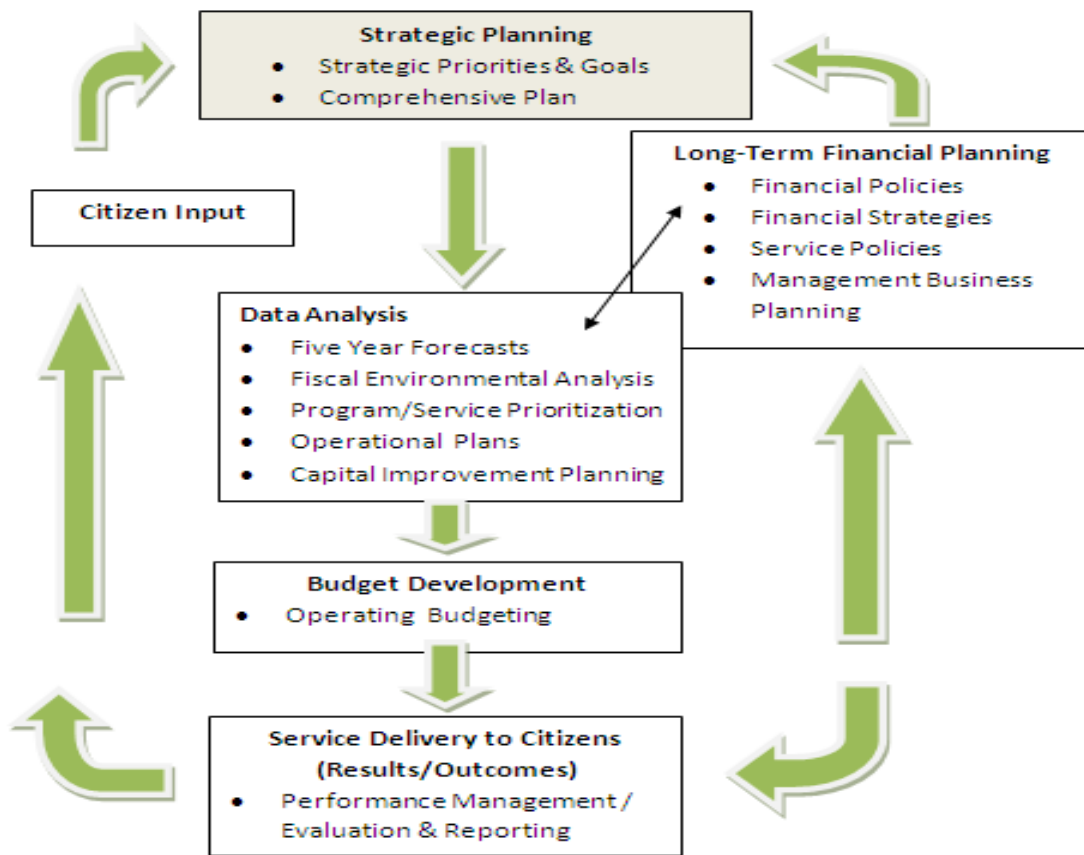 Strategic Planning
• Strategic Priorities & Goals
• Comprehensive Plan
Long-Term Financial Planning
• Financial Policies
• Financial Strategies
• Service Policies
• Management Business
Planning
Citizen Input
Data Analysis
• Five Year Forecasts
• Fiscal Environmental Analysis
• Program/Service Prioritization
• Operational Plans
• Capital Improvement Planning
Budget Development
• Operating Budgeting
Service Delivery to Citizens
(Results/Outcomes)
• Performance Management /
Evaluation & Reporting